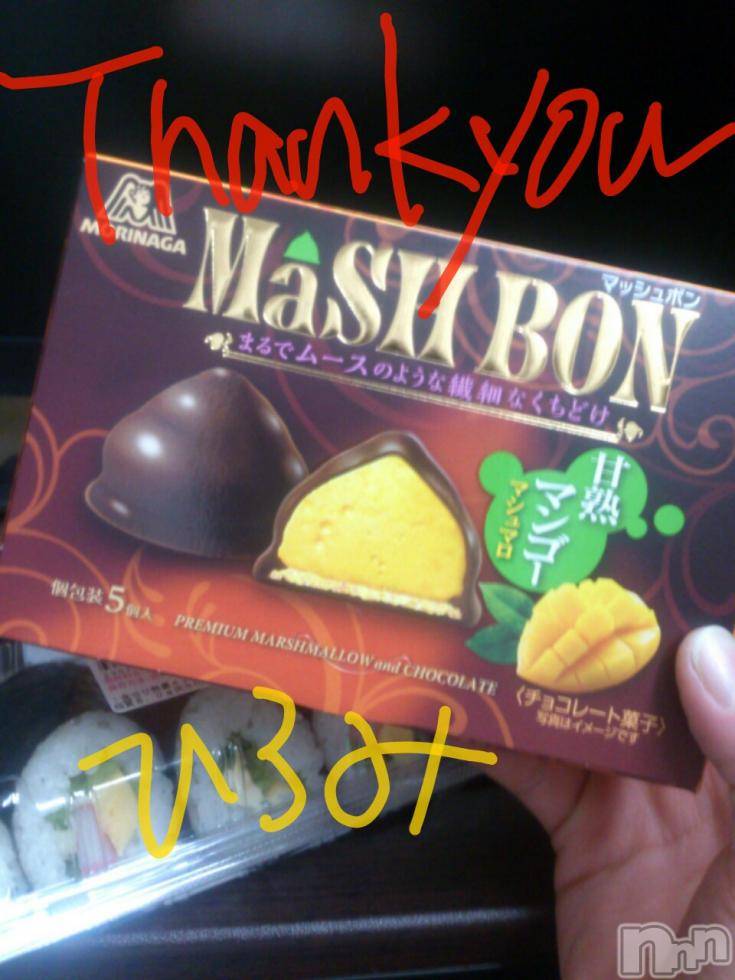 Thank you
MORINAGA
MaSH BON
マッシュボン
まるでムースのような繊細なくちどけ
甘熟
マンゴー
マシュマロ
個包装5個入
PREMIUM MARSHMALLOW and CHOCOLATE
〈チョコレート菓子〉
写真はイメージです
ひろみ
nnn